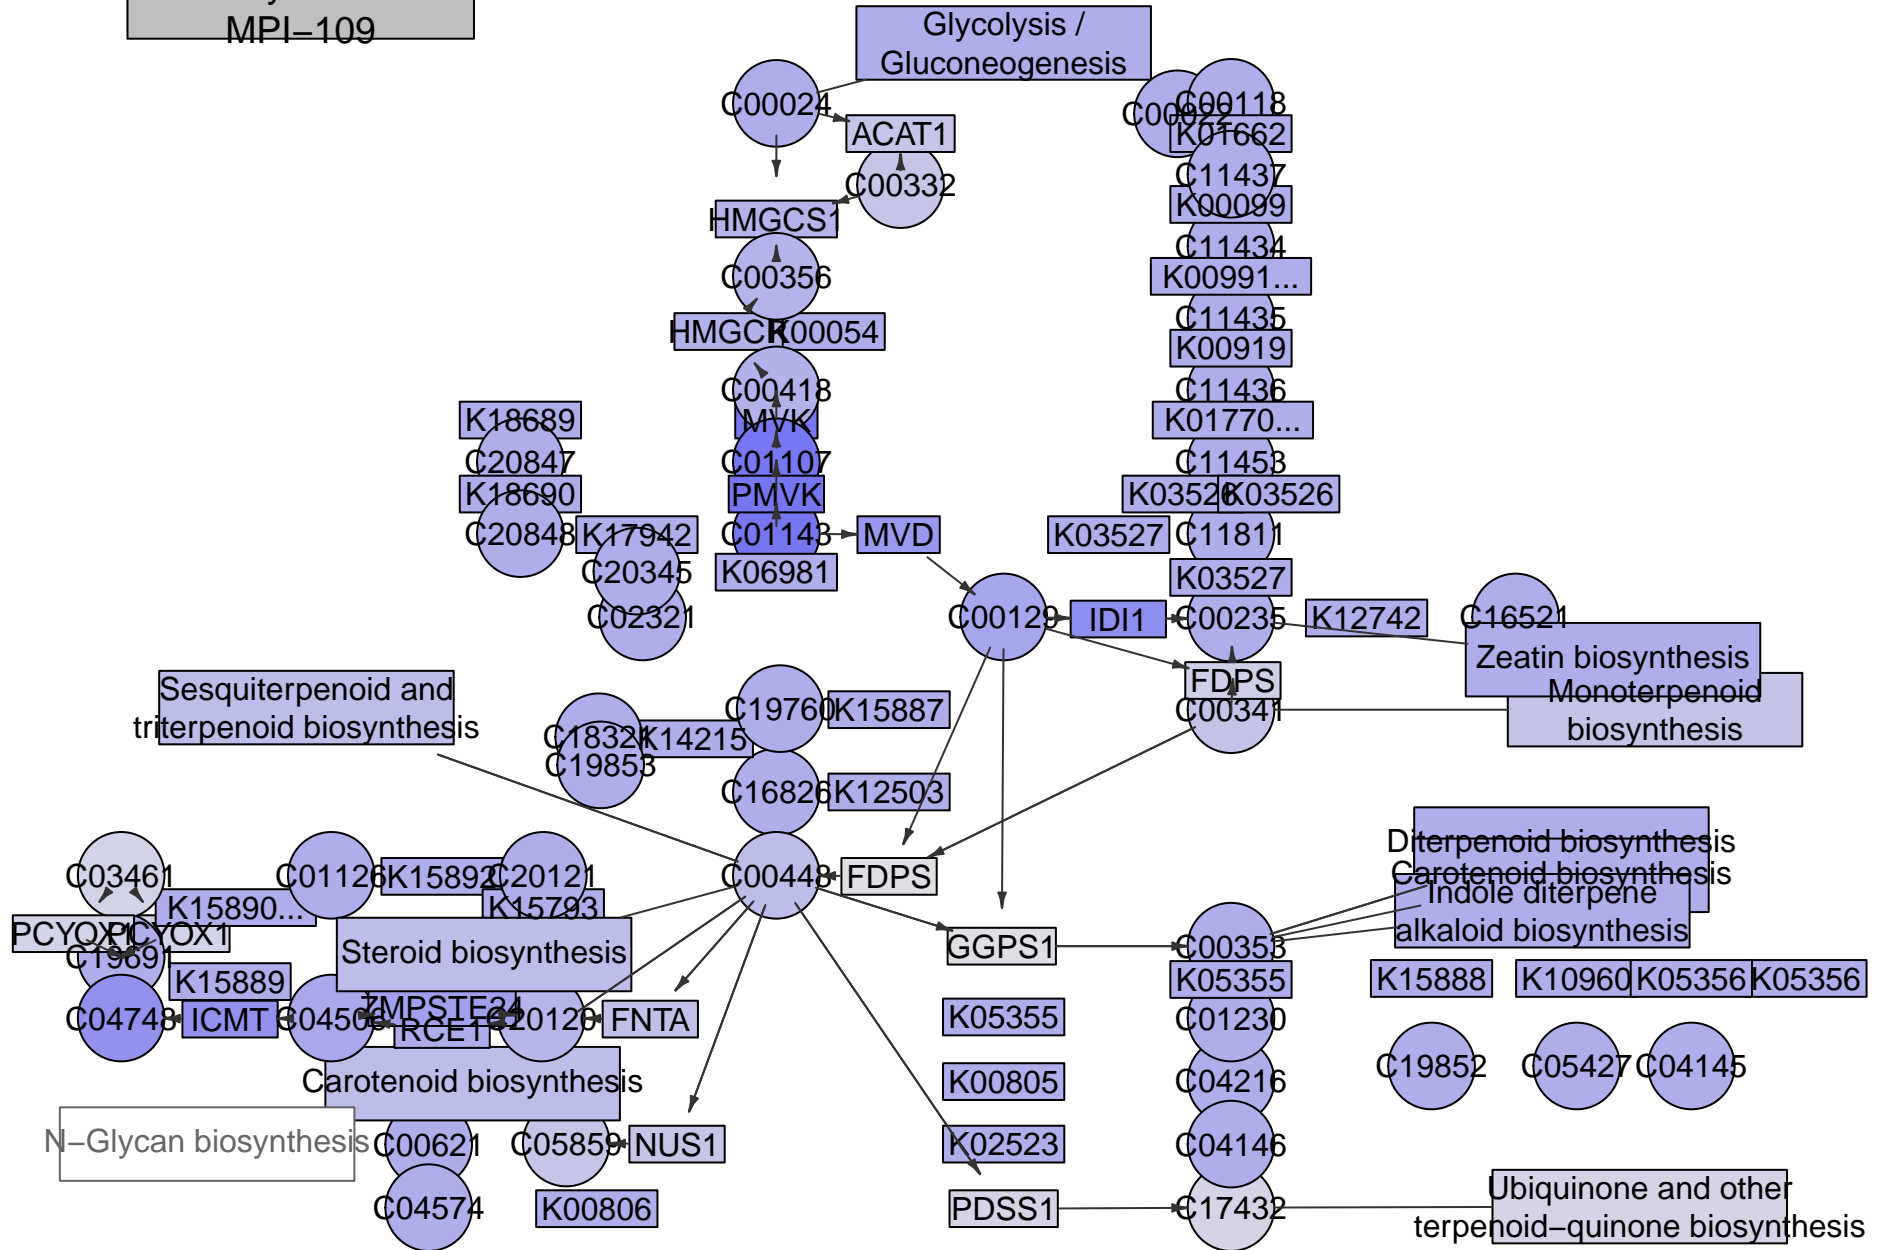 MPI−109
Glycolysis /
Gluconeogenesis
C00024
C00118
C00022
ACAT1
K01662
C11437
C00332
K00099
HMGCS1
C11434
C00356
K00991...
C11435
HMGCR
K00054
K00919
C00418
C11436
K18689
MVK
K01770...
C20847
C01107
C11453
K18690
PMVK
K03526
K03526
C20848
K17942
C01143
MVD
K03527
C11811
C20345
K06981
K03527
C02321
C00129
IDI1
C00235
K12742
C16521
Zeatin biosynthesis
Sesquiterpenoid and
triterpenoid biosynthesis
FDPS
Monoterpenoid
biosynthesis
C19760
K15887
C00341
C18321
K14215
C19853
C16826
K12503
Diterpenoid biosynthesis
Carotenoid biosynthesis
Indole diterpene
alkaloid biosynthesis
C03461
C01126
K15892
C20121
C00448
FDPS
K15890...
K15793
PCYOX1
PCYOX1
C19691
Steroid biosynthesis
GGPS1
C00353
K15889
K05355
K15888
K10960
K05356
K05356
C04748
ICMT
C04506
ZMPSTE24
RCE1
C20120
FNTA
K05355
C01230
Carotenoid biosynthesis
K00805
C04216
C19852
C05427
C04145
N−Glycan biosynthesis
C00621
C05859
NUS1
K02523
C04146
C04574
K00806
PDSS1
C17432
Ubiquinone and other
terpenoid−quinone biosynthesis